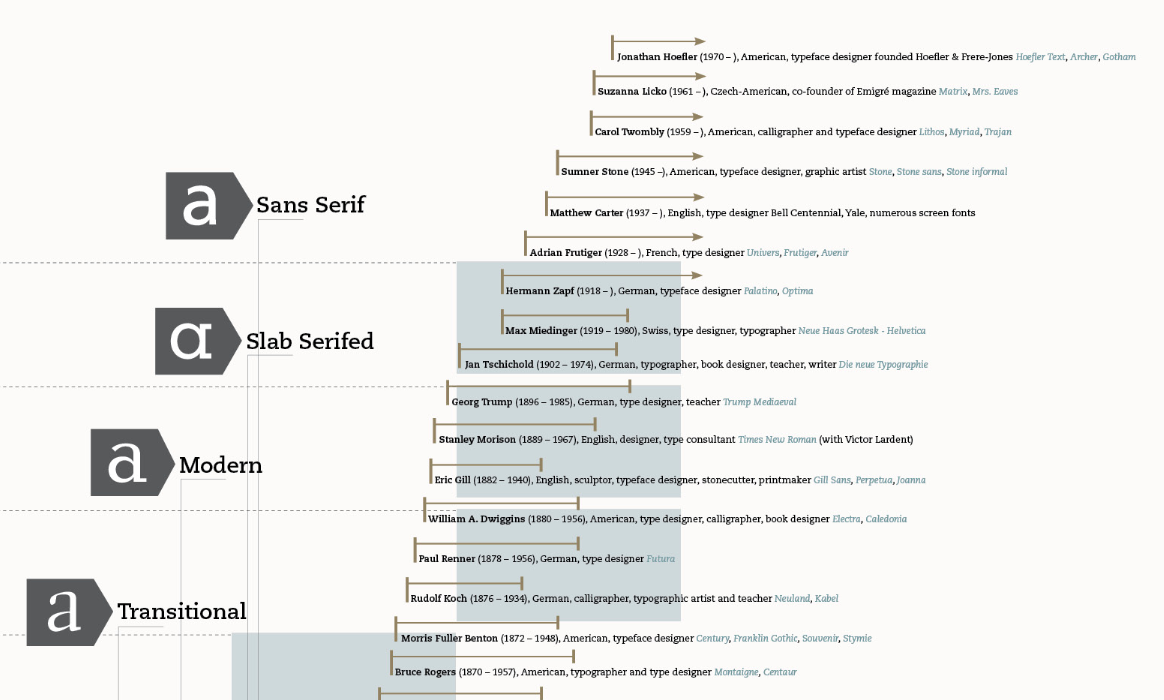 Jonathan Hoefler (1970 – ), American, typeface designer founded Hoefler & Frere-Jones Hoefler Text, Archer, Gotham
Suzanna Licko (1961 – ), Czech-American, co-founder of Emigré magazine Matrix, Mrs. Eaves
Carol Twombly (1959 – ), American, calligrapher and typeface designer Lithos, Myriad, Trajan
Sumner Stone (1945 –), American, typeface designer, graphic artist Stone, Stone sans, Stone informal
a Sans Serif
Matthew Carter (1937 – ), English, type designer Bell Centennial, Yale, numerous screen fonts
Adrian Frutiger (1928 – ), French, type designer Univers, Frutiger, Avenir
Hermann Zapf (1918 – ), German, typeface designer Palatino, Optima
Max Miedinger (1919 – 1980), Swiss, type designer, typographer Neue Haas Grotesk - Helvetica
a Slab Serifed
Jan Tschichold (1902 – 1974), German, typographer, book designer, teacher, writer Die neue Typographie
Georg Trump (1896 – 1985), German, type designer, teacher Trump Mediaeval
Stanley Morison (1889 – 1967), English, designer, type consultant Times New Roman (with Victor Lardent)
a Modern
Eric Gill (1882 – 1940), English, sculptor, typeface designer, stonecutter, printmaker Gill Sans, Perpetua, Joanna
William A. Dwiggins (1880 – 1956), American, type designer, calligrapher, book designer Electra, Caledonia
Paul Renner (1878 – 1956), German, type designer Futura
Rudolf Koch (1876 – 1934), German, calligrapher, typographic artist and teacher Neuland, Kabel
a Transitional
Morris Fuller Benton (1872 – 1948), American, typeface designer Century, Franklin Gothic, Souvenir, Stymie
Bruce Rogers (1870 – 1957), American, typographer and type designer Montaigne, Centaur